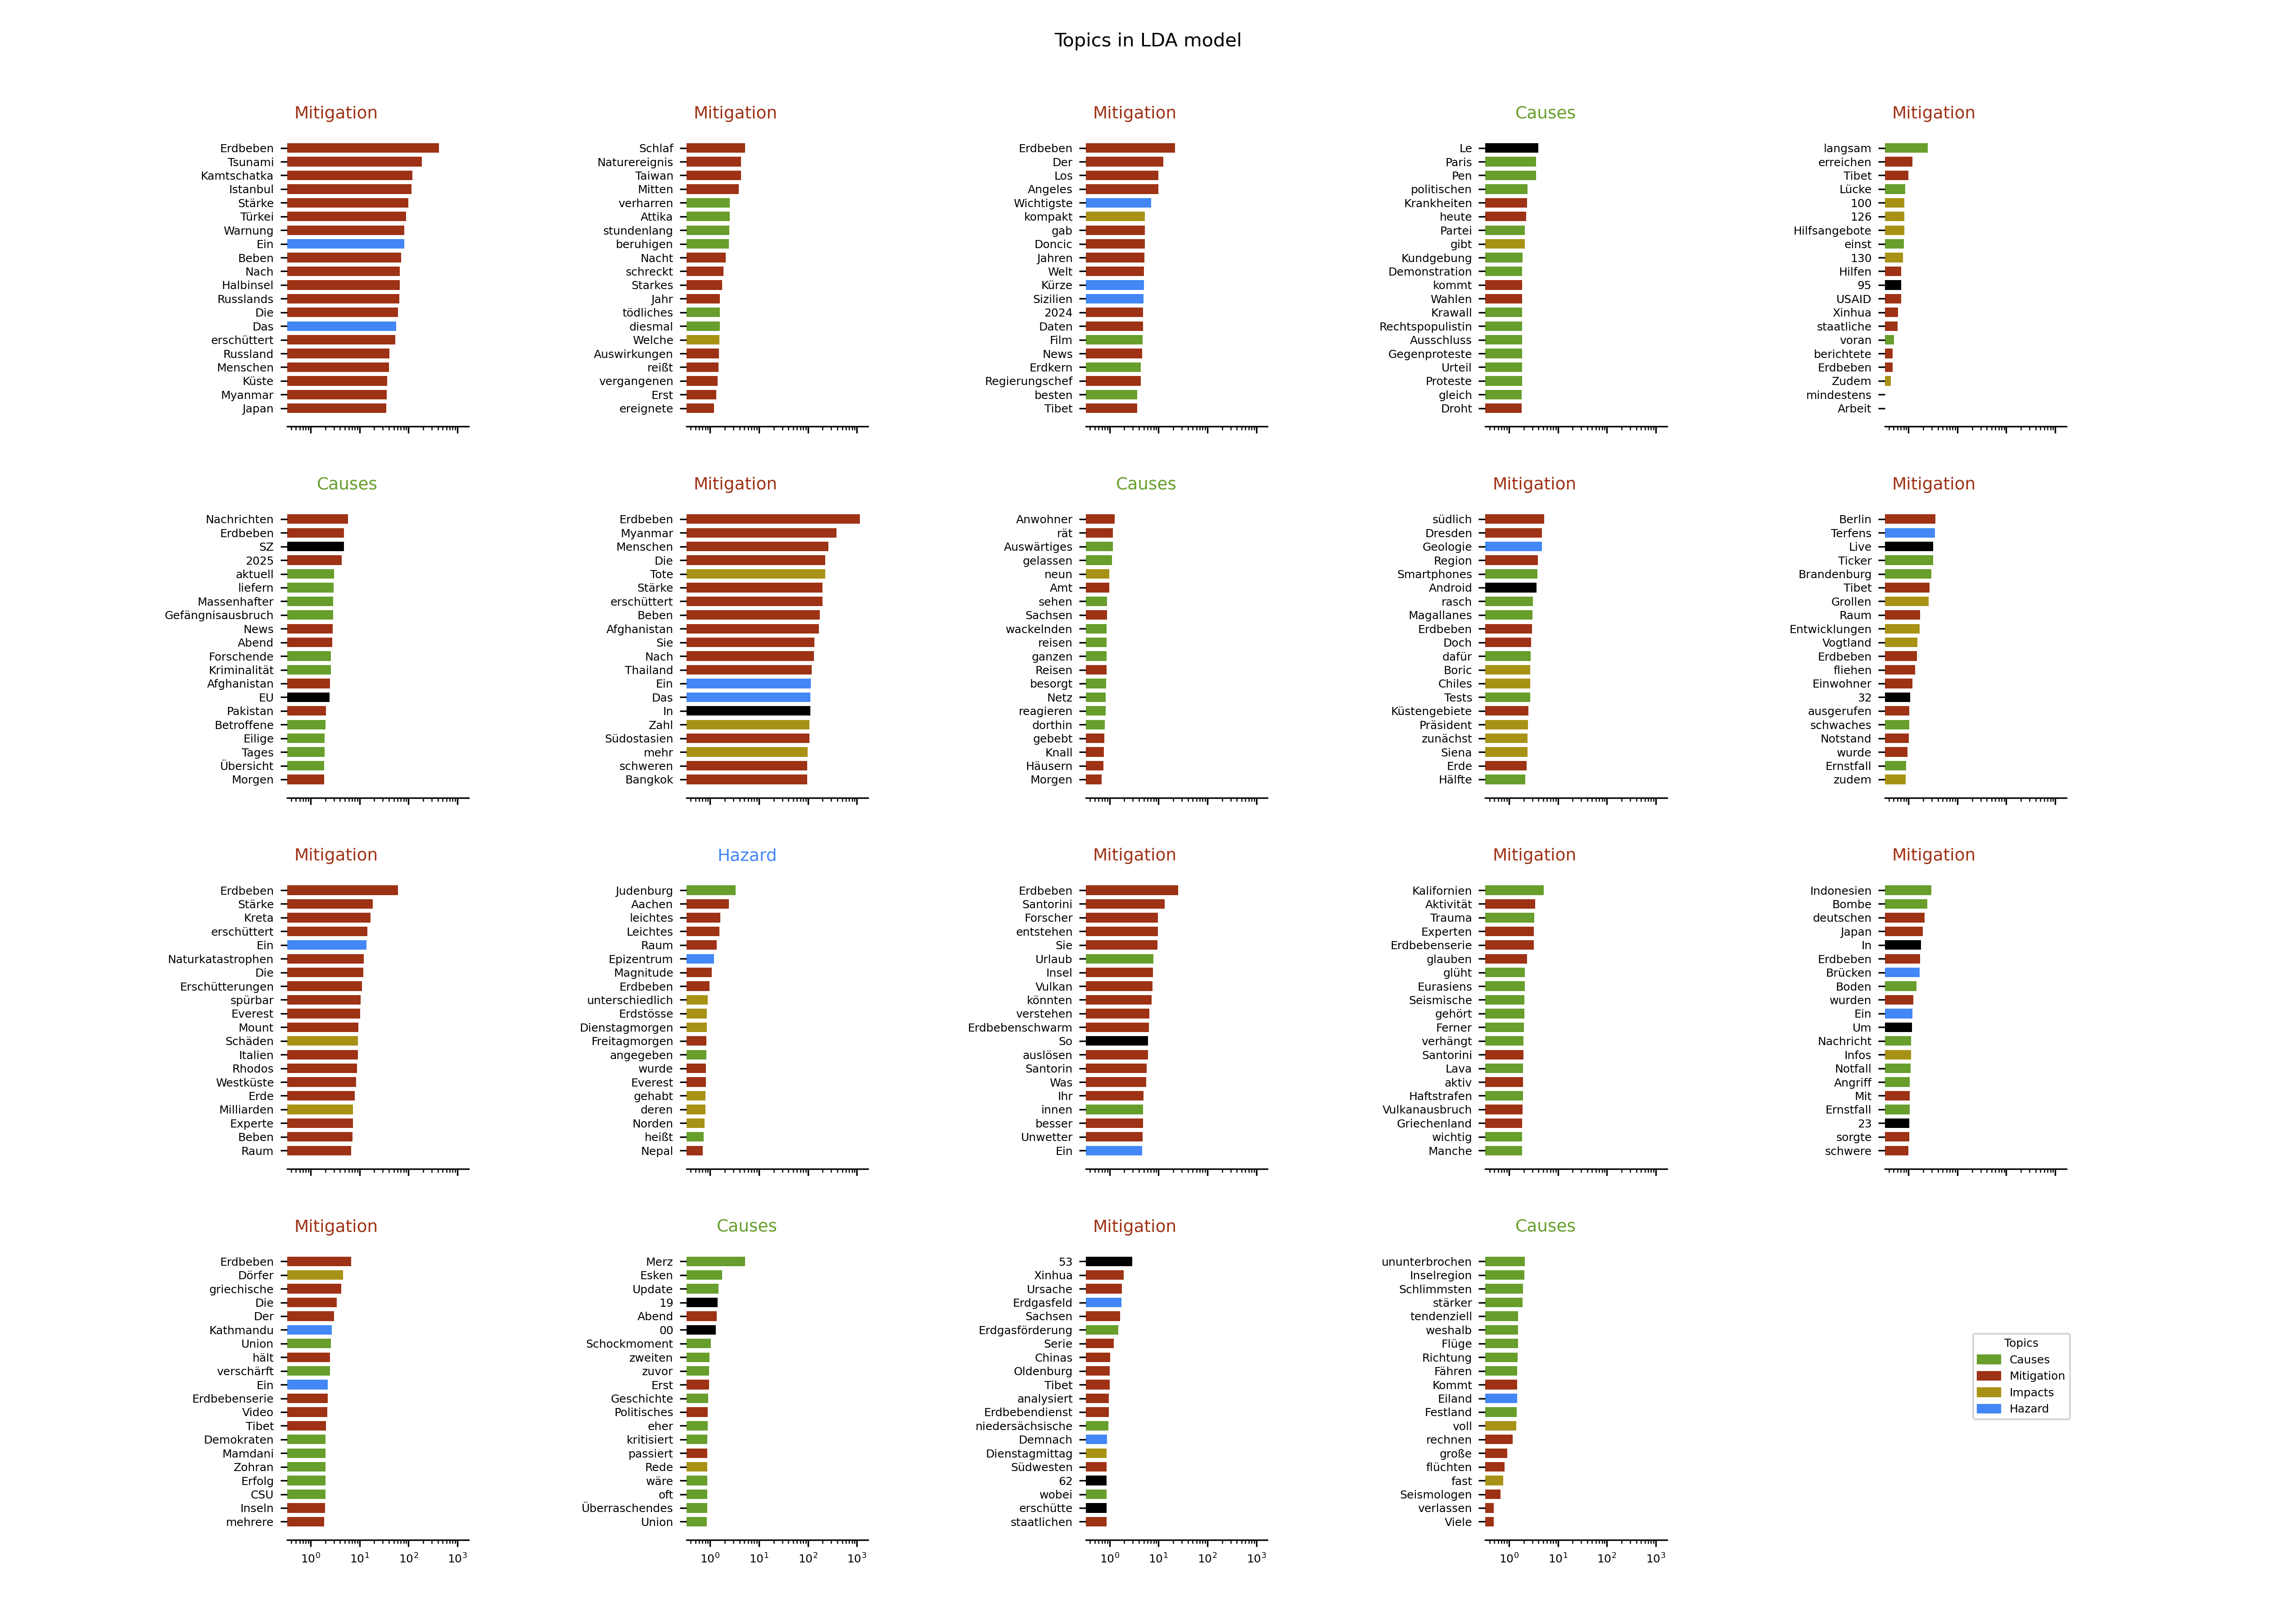 Topics in LDA model
Mitigation
Erdbeben
Tsunami
Kamtschatka
Istanbul
Stärke
Türkei
Warnung
Ein
Beben
Nach
Halbinsel
Russlands
Die
Das
erschüttert
Russland
Menschen
Küste
Myanmar
Japan
Mitigation
Schlaf
Naturereignis
Taiwan
Mitten
verharren
Attika
stundenlang
beruhigen
Nacht
schreckt
Starkes
Jahr
tödliches
diesmal
Welche
Auswirkungen
reißt
vergangenen
Erst
ereignete
Mitigation
Erdbeben
Der
Los
Angeles
Wichtigste
kompakt
gab
Doncic
Jahren
Welt
Kürze
Sizilien
2024
Daten
Film
News
Erdkern
Regierungschef
besten
Tibet
Causes
Le
Paris
Pen
politischen
Krankheiten
heute
Partei
gibt
Kundgebung
Demonstration
kommt
Wahlen
Krawall
Rechtspopulistin
Ausschluss
Gegenproteste
Urteil
Proteste
gleich
Droht
Mitigation
langsam
erreichen
Tibet
Lücke
100
126
Hilfsangebote
einst
130
Hilfen
95
USAID
Xinhua
staatliche
voran
berichtete
Erdbeben
Zudem
mindestens
Arbeit
Causes
Nachrichten
Erdbeben
SZ
2025
aktuell
liefern
Massenhafter
Gefängnisausbruch
News
Abend
Forschende
Kriminalität
Afghanistan
EU
Pakistan
Betroffene
Eilige
Tages
Übersicht
Morgen
Mitigation
Erdbeben
Myanmar
Menschen
Die
Tote
Stärke
erschüttert
Beben
Afghanistan
Sie
Nach
Thailand
Ein
Das
In
Zahl
Südostasien
mehr
schweren
Bangkok
Causes
Anwohner
rät
Auswärtiges
gelassen
neun
Amt
sehen
Sachsen
wackelnden
reisen
ganzen
Reisen
besorgt
Netz
reagieren
dorthin
gebebt
Knall
Häusern
Morgen
Mitigation
südlich
Dresden
Geologie
Region
Smartphones
Android
rasch
Magallanes
Erdbeben
Doch
dafür
Boric
Chiles
Tests
Küstengebiete
Präsident
zunächst
Siena
Erde
Hälfte
Mitigation
Berlin
Terfens
Live
Ticker
Brandenburg
Tibet
Grollen
Raum
Entwicklungen
Vogtland
Erdbeben
fliehen
Einwohner
32
ausgerufen
schwaches
Notstand
wurde
Ernstfall
zudem
Mitigation
Erdbeben
Stärke
Kreta
erschüttert
Ein
Naturkatastrophen
Die
Erschütterungen
spürbar
Everest
Mount
Schäden
Italien
Rhodos
Westküste
Erde
Milliarden
Experte
Beben
Raum
Hazard
Judenburg
Aachen
leichtes
Leichtes
Raum
Epizentrum
Magnitude
Erdbeben
unterschiedlich
Erdstösse
Dienstagmorgen
Freitagmorgen
angegeben
wurde
Everest
gehabt
deren
Norden
heißt
Nepal
Mitigation
Erdbeben
Santorini
Forscher
entstehen
Sie
Urlaub
Insel
Vulkan
könnten
verstehen
Erdbebenschwarm
So
auslösen
Santorin
Was
Ihr
innen
besser
Unwetter
Ein
Mitigation
Kalifornien
Aktivität
Trauma
Experten
Erdbebenserie
glauben
glüht
Eurasiens
Seismische
gehört
Ferner
verhängt
Santorini
Lava
aktiv
Haftstrafen
Vulkanausbruch
Griechenland
wichtig
Manche
Mitigation
Indonesien
Bombe
deutschen
Japan
In
Erdbeben
Brücken
Boden
wurden
Ein
Um
Nachricht
Infos
Notfall
Angriff
Mit
Ernstfall
23
sorgte
schwere
Mitigation
Erdbeben
Dörfer
griechische
Die
Der
Kathmandu
Union
hält
verschärft
Ein
Erdbebenserie
Video
Tibet
Demokraten
Mamdani
Zohran
Erfolg
CSU
Inseln
mehrere
10⁰ 10¹ 10² 10³
Causes
Merz
Esken
Update
19
Abend
00
Schockmoment
zweiten
zuvor
Erst
Geschichte
Politisches
eher
kritisiert
passiert
Rede
wäre
oft
Überraschendes
Union
10⁰ 10¹ 10² 10³
Mitigation
53
Xinhua
Ursache
Erdgasfeld
Sachsen
Erdgasförderung
Serie
Chinas
Oldenburg
Tibet
analysiert
Erdbebendienst
niedersächsische
Demnach
Dienstagmittag
Südwesten
62
wobei
erschütte
staatlichen
10⁰ 10¹ 10² 10³
Causes
ununterbrochen
Inselregion
Schlimmsten
stärker
tendenziell
weshalb
Flüge
Richtung
Fähren
Kommt
Eiland
Festland
voll
rechnen
große
flüchten
fast
Seismologen
verlassen
Viele
10⁰ 10¹ 10² 10³
Topics
Causes
Mitigation
Impacts
Hazard